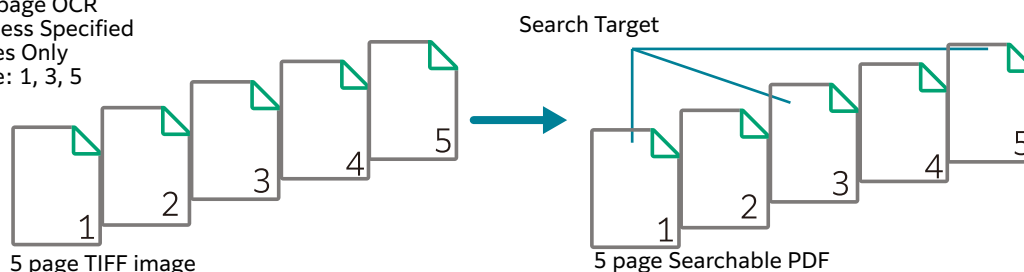 page OCR
ess Specified
es Only
e: 1, 3, 5
Search Target
1
2
3
4
5
1
2
3
4
5
5 page TIFF image
5 page Searchable PDF